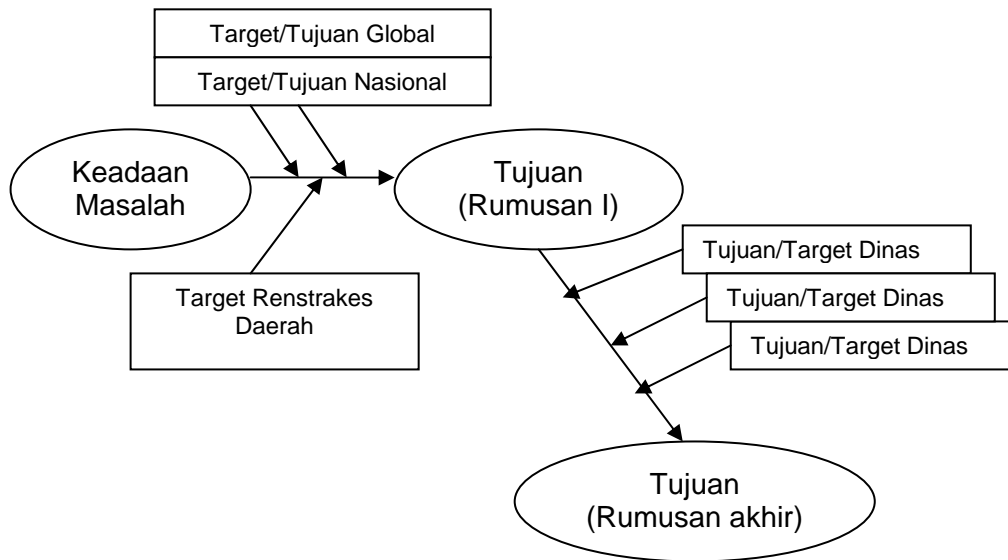 Target/Tujuan Global
Target/Tujuan Nasional
Keadaan
Masalah
Tujuan
(Rumusan I)
Target Renstrakes
Daerah
Tujuan/Target Dinas
Tujuan/Target Dinas
Tujuan/Target Dinas
Tujuan
(Rumusan akhir)